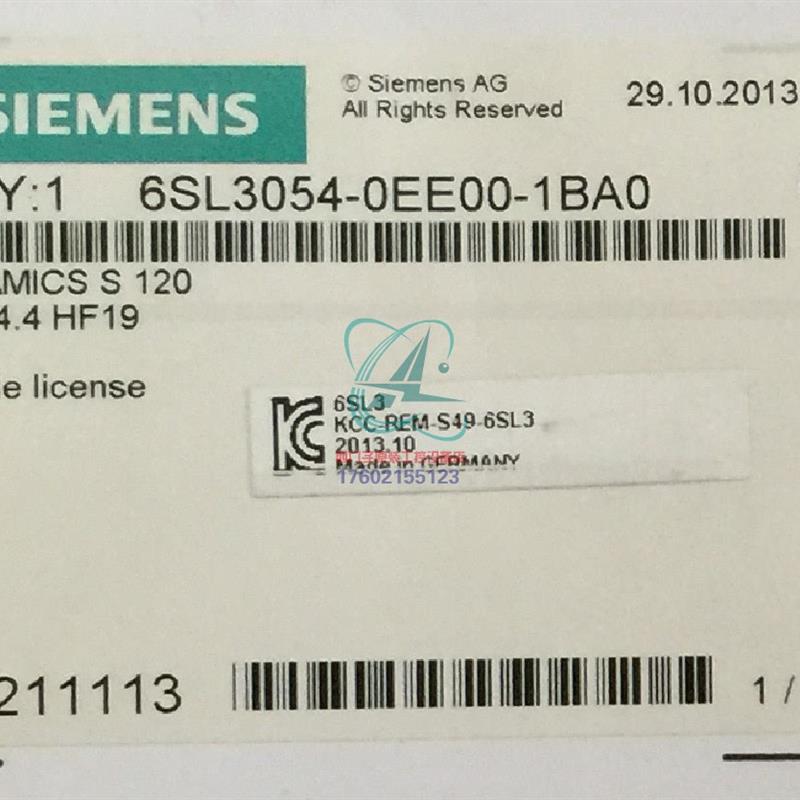 SIEMENS
© Siemens AG
All Rights Reserved
29.10.2013
Y:1 6SL3054-0EE00-1BA0
AMICS S 120
4.4 HF19
e license
6SL3
KCC-REM-S49-6SL3
2013.10
Made in GERMANY
17602155123
211113
1 /